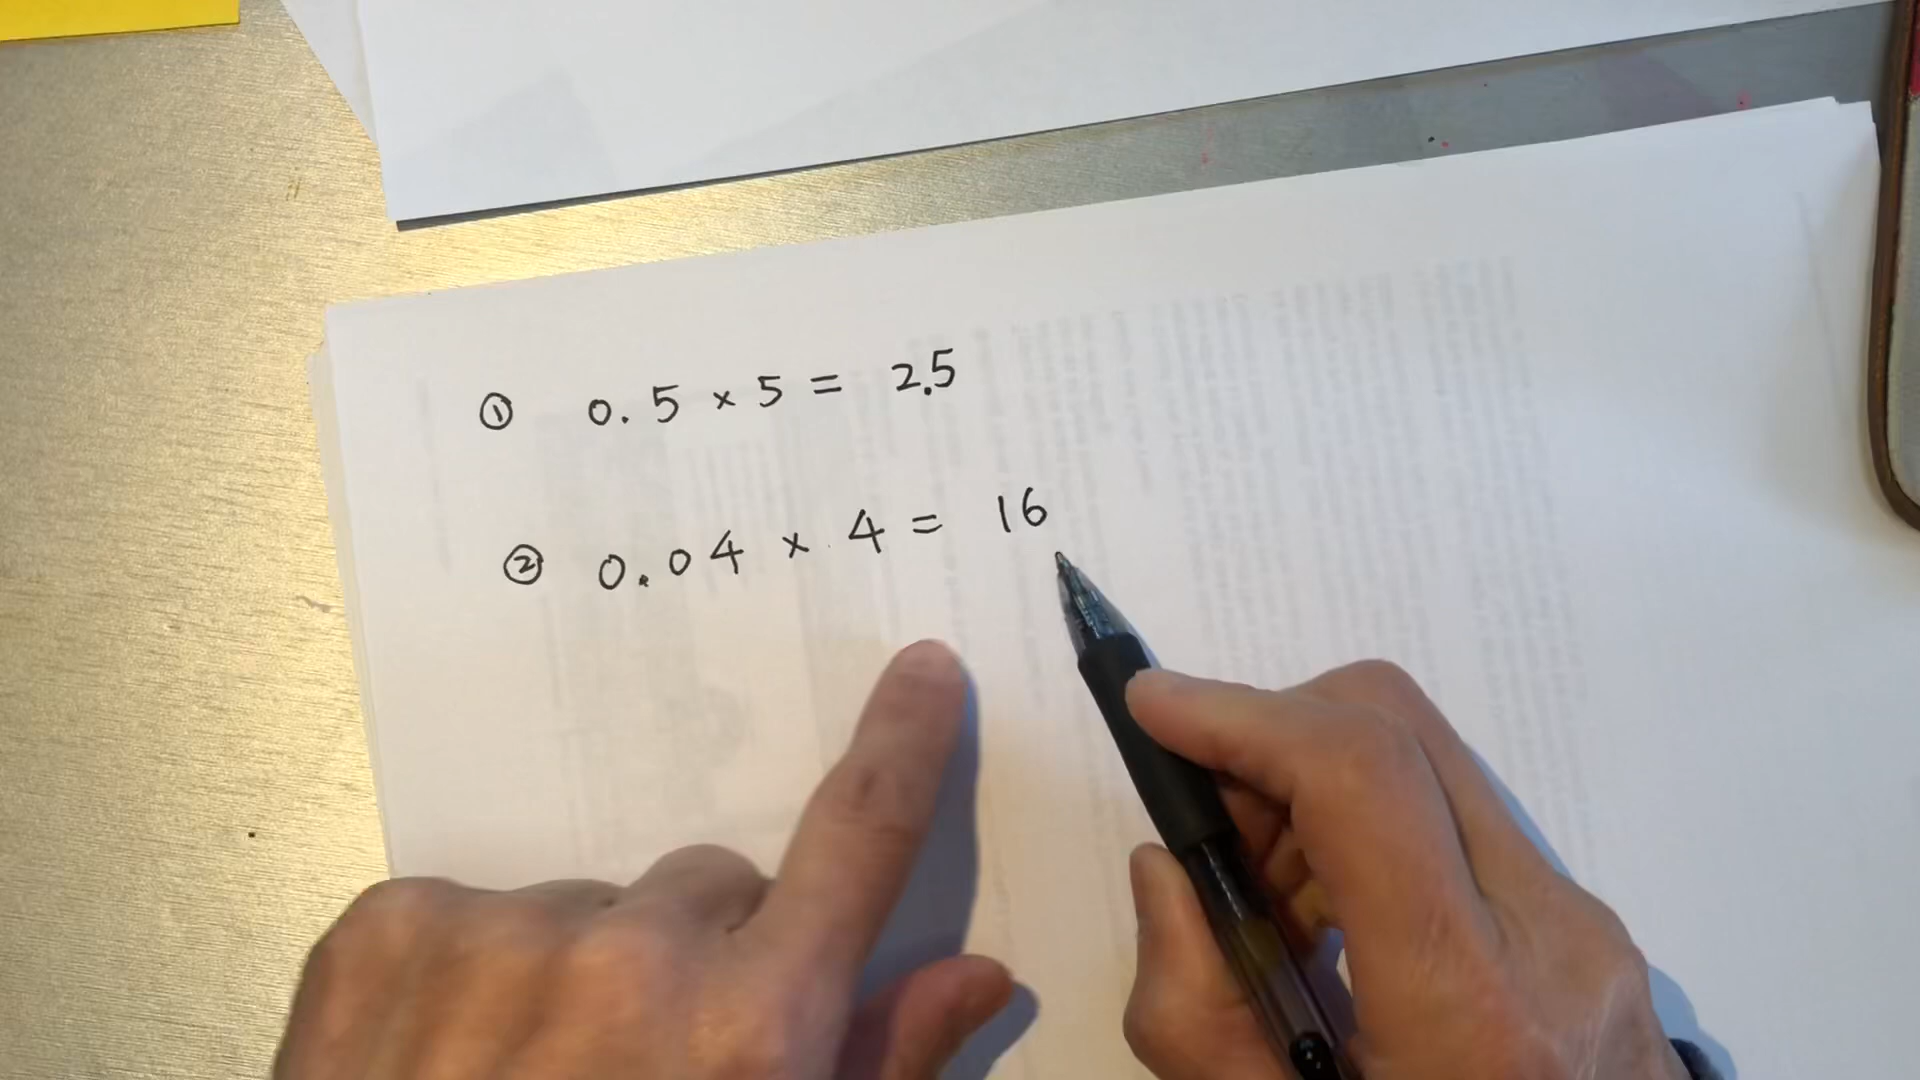 ① 0.5 × 5 = 2.5
② 0.04 × 4 = 16